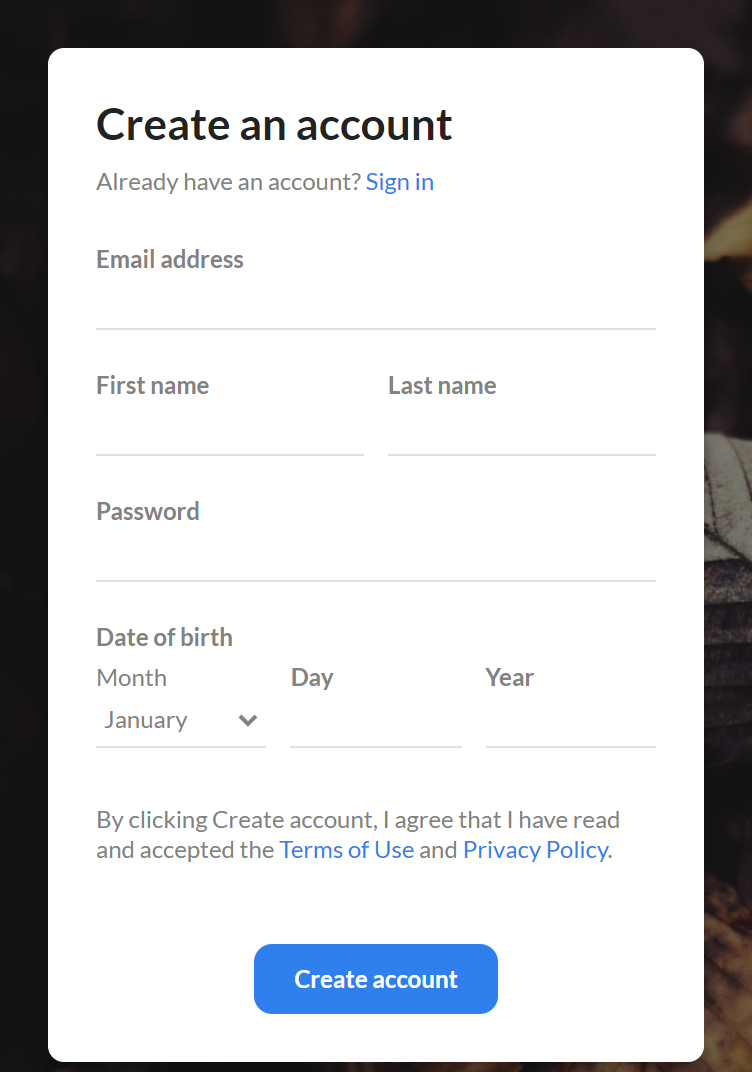 Create an account
Already have an account? Sign in
Email address
First name Last name
Password
Date of birth
Month Day Year
January
By clicking Create account, I agree that I have read
and accepted the Terms of Use and Privacy Policy.
Create account